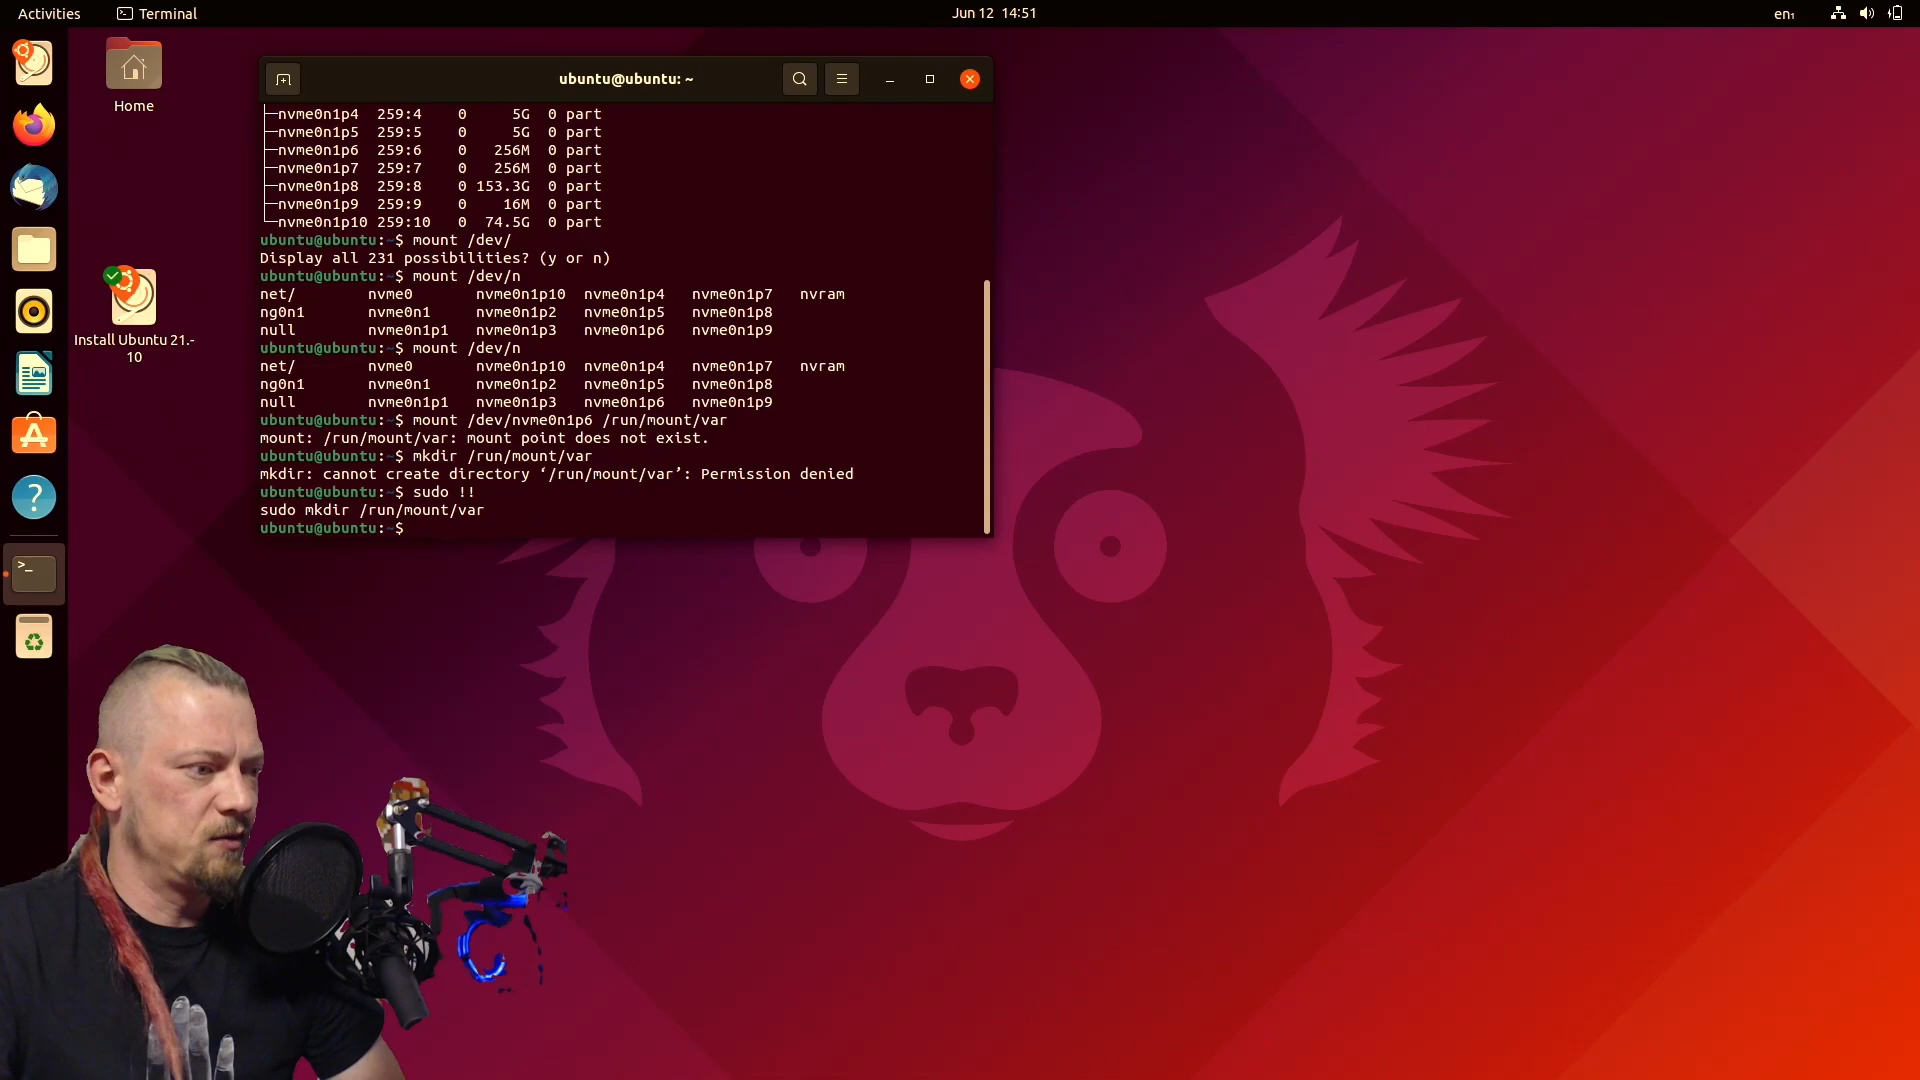 Activities
Terminal
Jun 12 14:51
en₁
Home
Install Ubuntu 21.-
10
ubuntu@ubuntu: ~
├─nvme0n1p4 259:4 0 5G 0 part
├─nvme0n1p5 259:5 0 5G 0 part
├─nvme0n1p6 259:6 0 256M 0 part
├─nvme0n1p7 259:7 0 256M 0 part
├─nvme0n1p8 259:8 0 153.3G 0 part
├─nvme0n1p9 259:9 0 16M 0 part
└─nvme0n1p10 259:10 0 74.5G 0 part
ubuntu@ubuntu:~$ mount /dev/
Display all 231 possibilities? (y or n)
ubuntu@ubuntu:~$ mount /dev/n
net/ nvme0 nvme0n1p10 nvme0n1p4 nvme0n1p7 nvram
ng0n1 nvme0n1 nvme0n1p2 nvme0n1p5 nvme0n1p8
null nvme0n1p1 nvme0n1p3 nvme0n1p6 nvme0n1p9
ubuntu@ubuntu:~$ mount /dev/n
net/ nvme0 nvme0n1p10 nvme0n1p4 nvme0n1p7 nvram
ng0n1 nvme0n1 nvme0n1p2 nvme0n1p5 nvme0n1p8
null nvme0n1p1 nvme0n1p3 nvme0n1p6 nvme0n1p9
ubuntu@ubuntu:~$ mount /dev/nvme0n1p6 /run/mount/var
mount: /run/mount/var: mount point does not exist.
ubuntu@ubuntu:~$ mkdir /run/mount/var
mkdir: cannot create directory ‘/run/mount/var’: Permission denied
ubuntu@ubuntu:~$ sudo !!
sudo mkdir /run/mount/var
ubuntu@ubuntu:~$